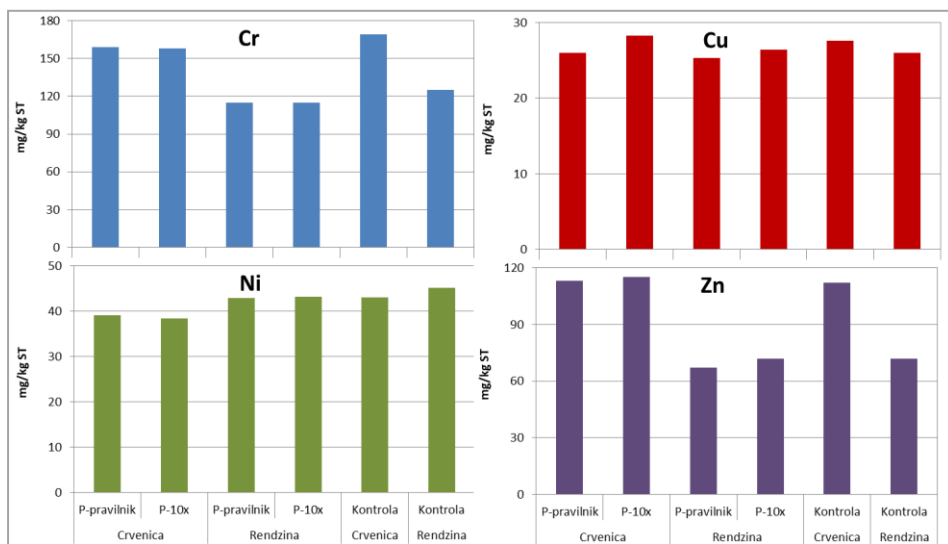 Cr
180
150
120
90
60
30
0
mg/kg ST
Cu
30
20
10
0
mg/kg ST
Ni
50
40
30
20
10
0
mg/kg ST
P-pravilnik P-10x P-pravilnik P-10x Kontrola Kontrola
Crvenica Rendzina Crvenica Rendzina
Zn
120
90
60
30
0
mg/kg ST
P-pravilnik P-10x P-pravilnik P-10x Kontrola Kontrola
Crvenica Rendzina Crvenica Rendzina